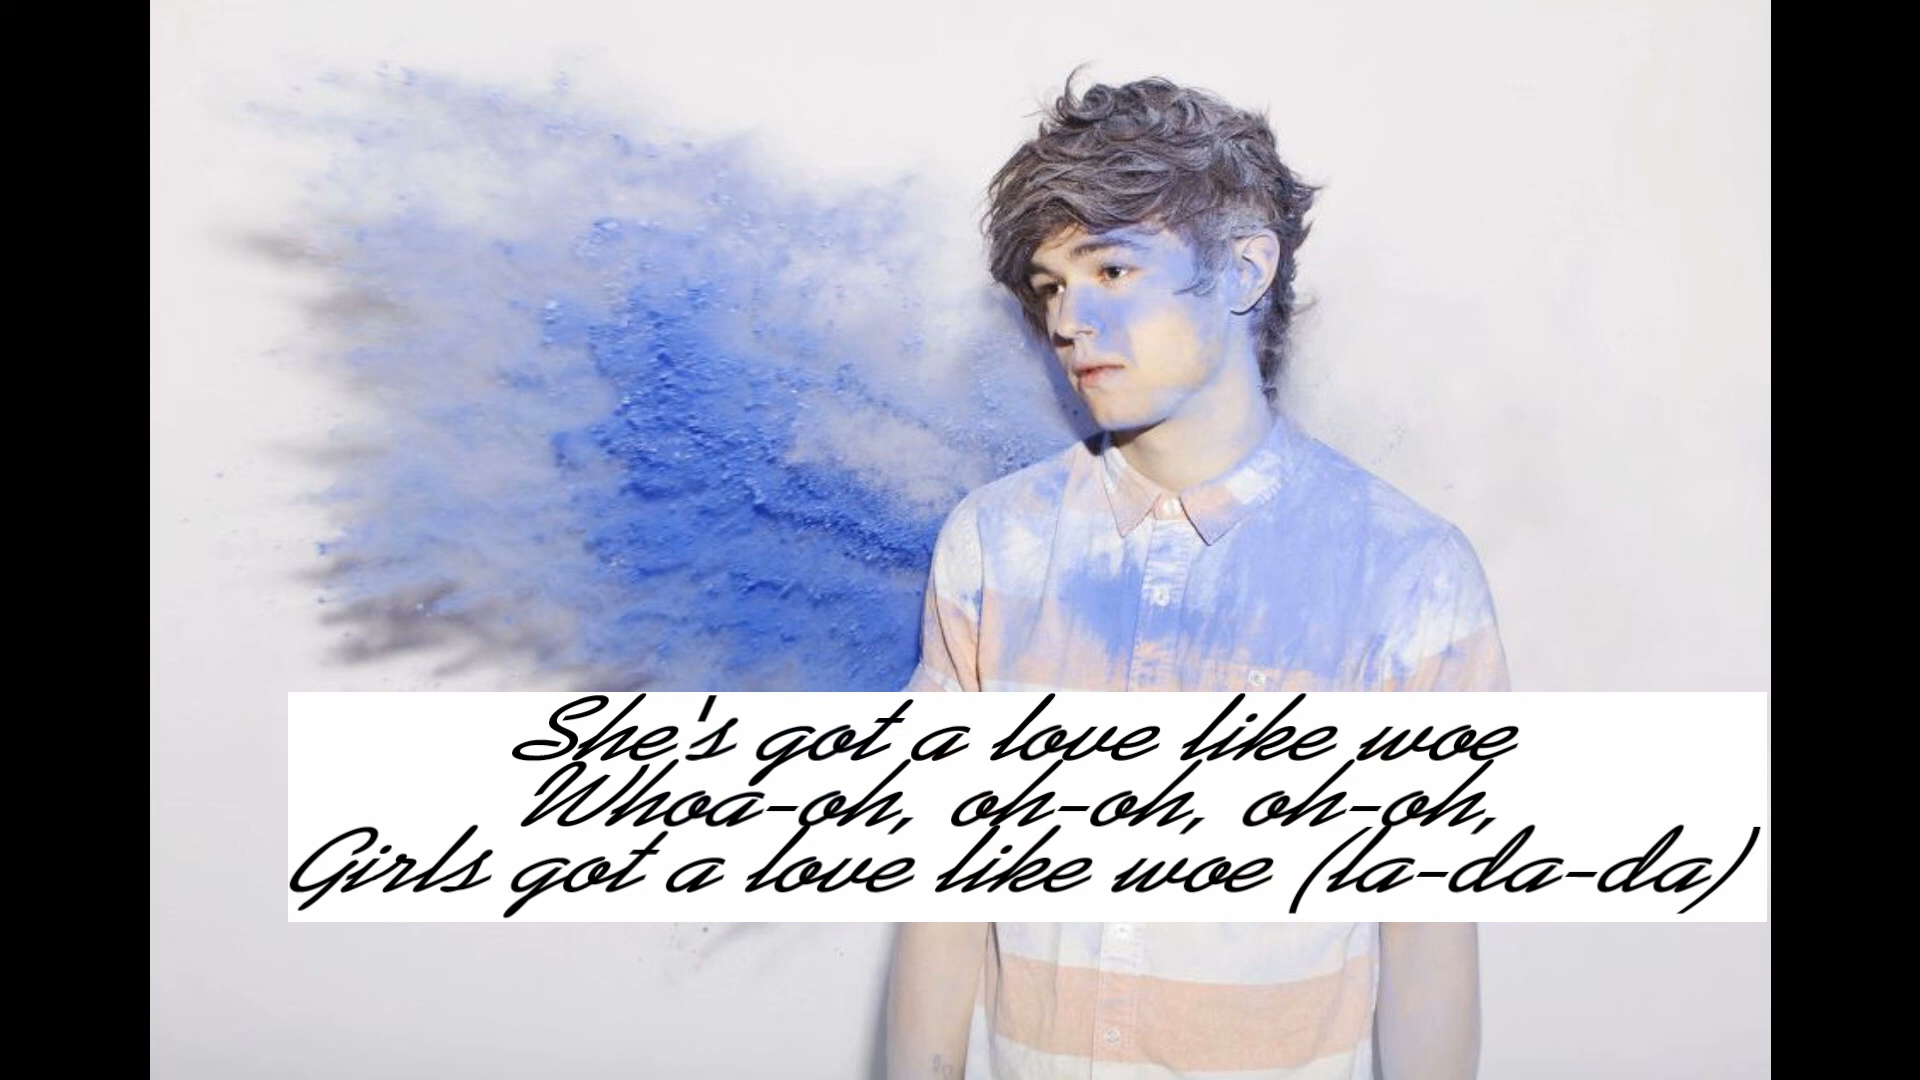 She's got a love like woe
Whoa-oh, oh-oh, oh-oh,
Girls got a love like woe (la-da-da)